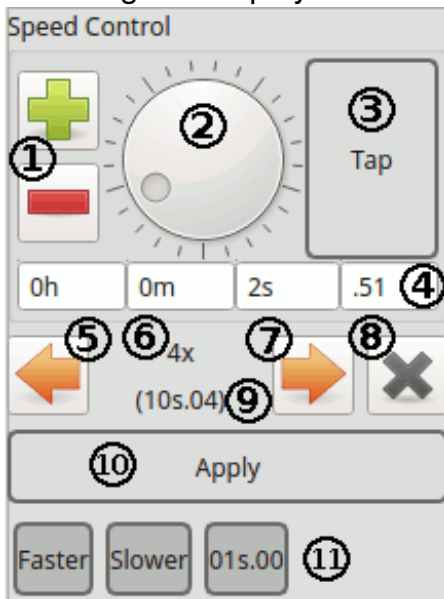 Speed Control
①
②
③
Tap
0h 0m 2s .51 ④
⑤ ⑥ ⑦ ⑧
4x
(10s.04) ⑨
⑩ Apply
Faster Slower 01s.00 ⑪